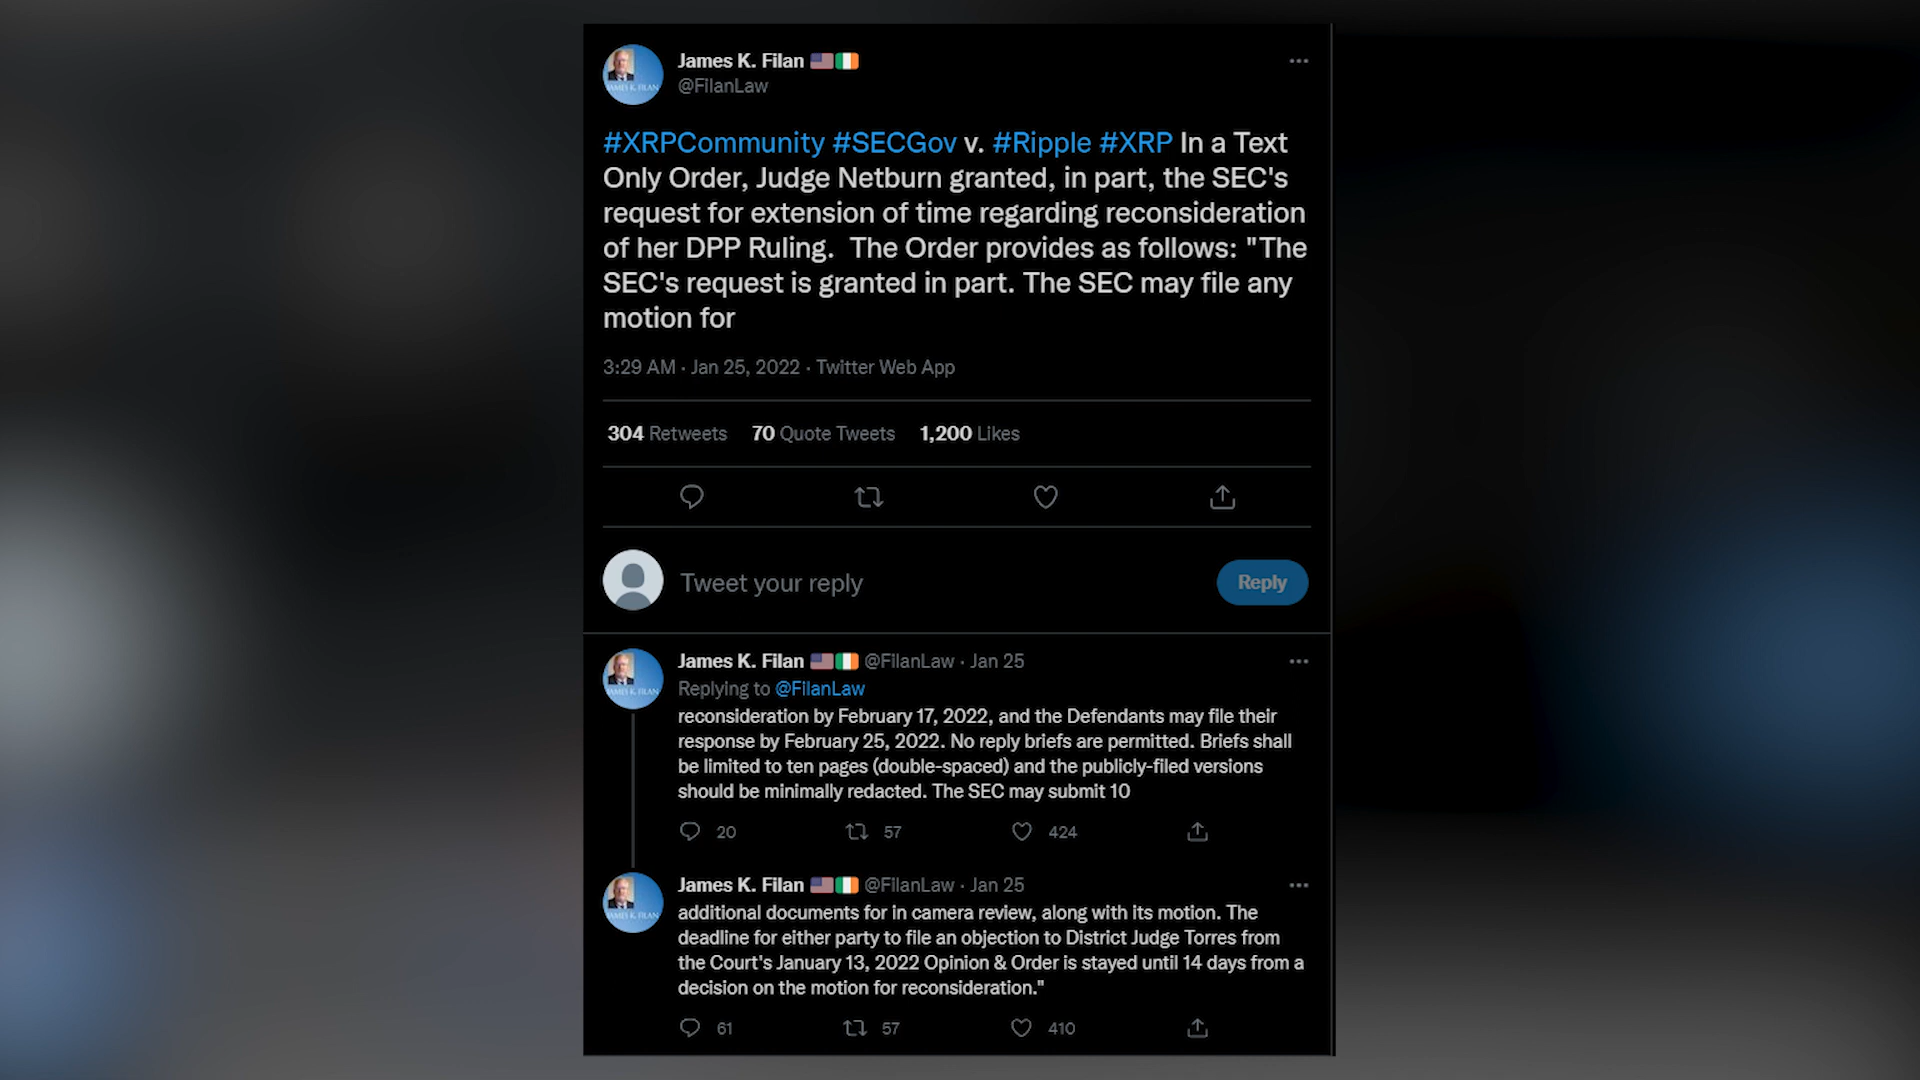 James K. Filan
@FilanLaw
#XRPCommunity #SECGov v. #Ripple #XRP In a Text
Only Order, Judge Netburn granted, in part, the SEC's
request for extension of time regarding reconsideration
of her DPP Ruling.  The Order provides as follows: "The
SEC's request is granted in part. The SEC may file any
motion for
3:29 AM · Jan 25, 2022 · Twitter Web App
304 Retweets 70 Quote Tweets 1,200 Likes
Tweet your reply
Reply
James K. Filan @FilanLaw · Jan 25
Replying to @FilanLaw
reconsideration by February 17, 2022, and the Defendants may file their
response by February 25, 2022. No reply briefs are permitted. Briefs shall
be limited to ten pages (double-spaced) and the publicly-filed versions
should be minimally redacted. The SEC may submit 10
20 57 424
James K. Filan @FilanLaw · Jan 25
additional documents for in camera review, along with its motion. The
deadline for either party to file an objection to District Judge Torres from
the Court's January 13, 2022 Opinion & Order is stayed until 14 days from a
decision on the motion for reconsideration."
61 57 410